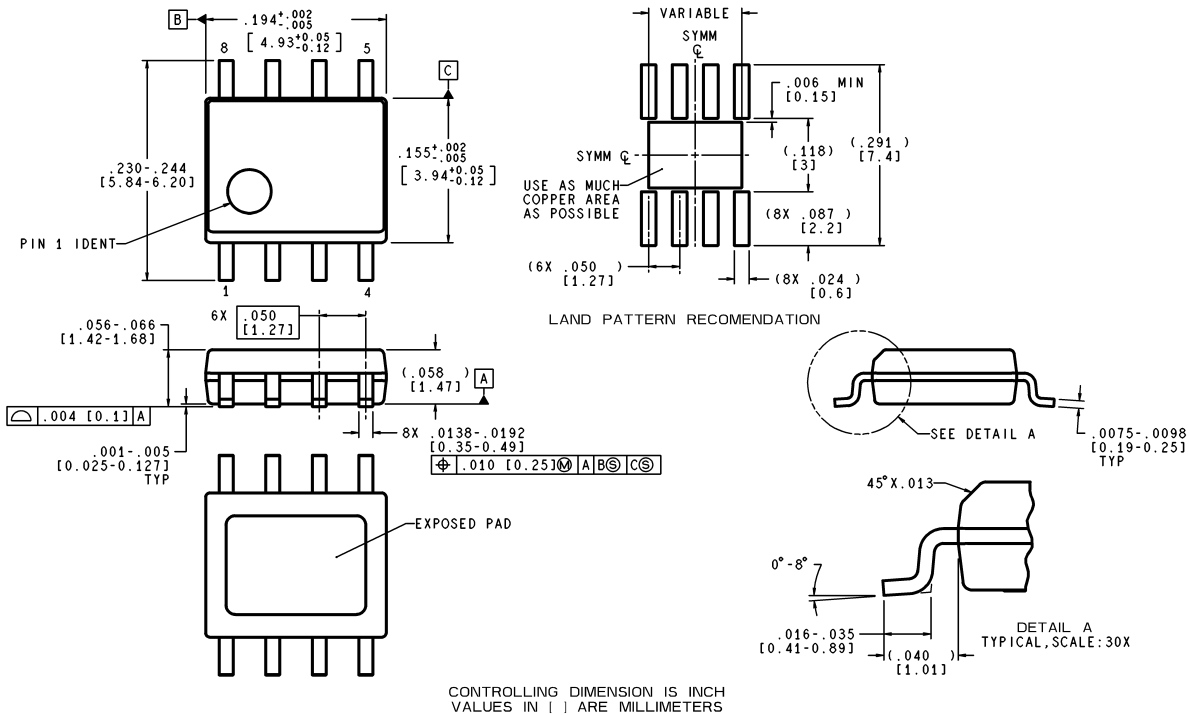 B
.194+.002
-.005
[ 4.93+0.05
-0.12 ]
8
5
C
.230-.244
[5.84-6.20]
.155+.002
-.005
[ 3.94+0.05
-0.12 ]
PIN 1 IDENT
1
4
VARIABLE
SYMM
℄
.006 MIN
[0.15]
SYMM ℄
(.118)
[3]
(.291 )
[7.4]
USE AS MUCH
COPPER AREA
AS POSSIBLE
(8X .087 )
[2.2]
(6X .050 )
[1.27]
(8X .024 )
[0.6]
LAND PATTERN RECOMENDATION
6X .050
[1.27]
.056-.066
[1.42-1.68]
(.058 )
[1.47]
A
⌓ .004 [0.1] A
.001-.005
[0.025-0.127]
TYP
8X .0138-.0192
[0.35-0.49]
⌖ .010 [0.25]Ⓜ A BⓈ CⓈ
SEE DETAIL A
.0075-.0098
[0.19-0.25]
TYP
EXPOSED PAD
45°X.013
0°-8°
.016-.035
[0.41-0.89]
(.040 )
[1.01]
DETAIL A
TYPICAL,SCALE:30X
CONTROLLING DIMENSION IS INCH
VALUES IN [ ] ARE MILLIMETERS